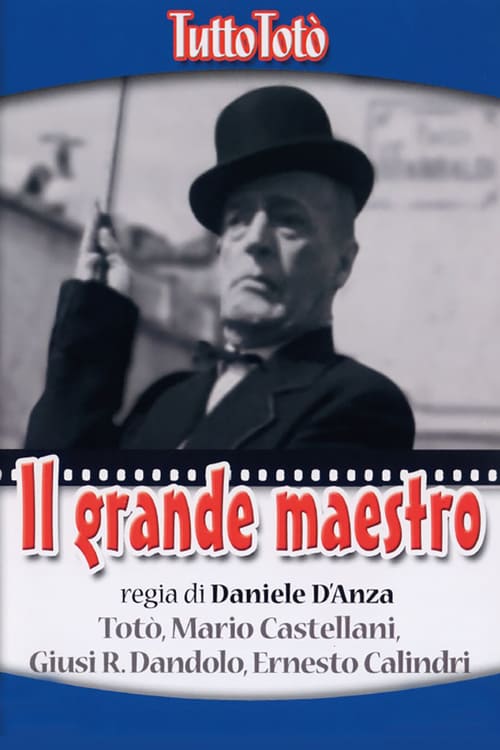 TuttoTotò
Il grande maestro
regia di Daniele D'Anza
Totò, Mario Castellani,
Giusi R. Dandolo, Ernesto Calindri